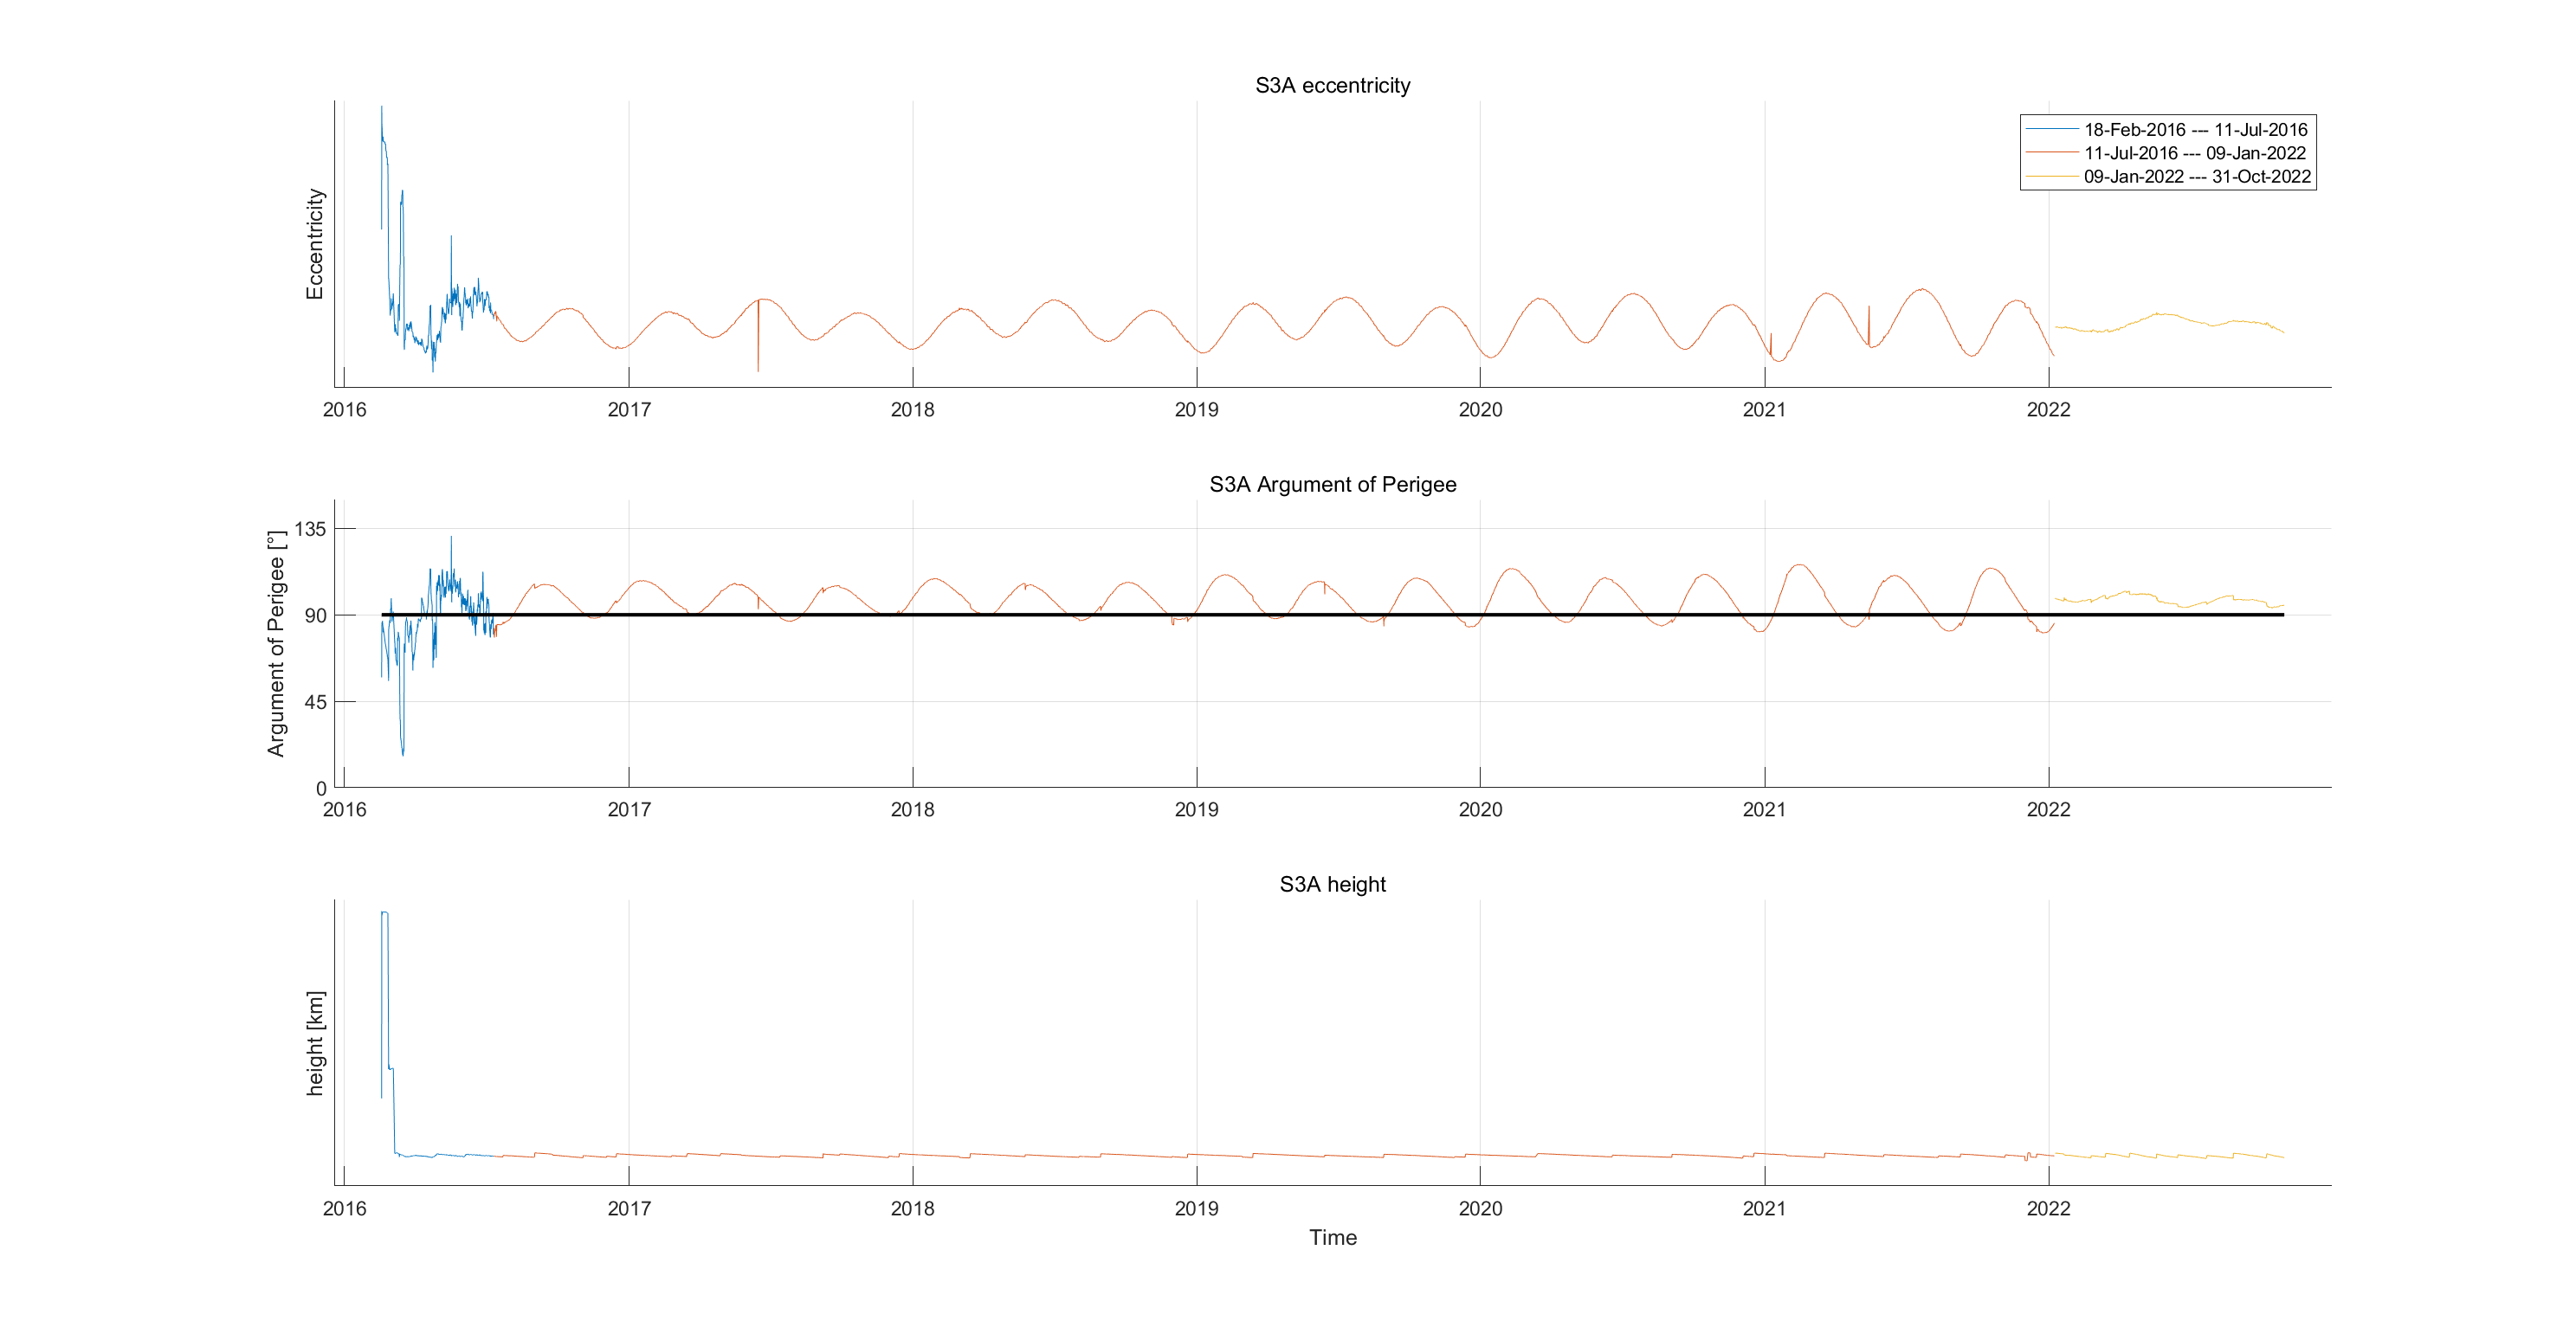 S3A eccentricity
Eccentricity
18-Feb-2016 --- 11-Jul-2016
11-Jul-2016 --- 09-Jan-2022
09-Jan-2022 --- 31-Oct-2022
2016 2017 2018 2019 2020 2021 2022
S3A Argument of Perigee
Argument of Perigee [°]
135
90
45
0
2016 2017 2018 2019 2020 2021 2022
S3A height
height [km]
2016 2017 2018 2019 2020 2021 2022
Time